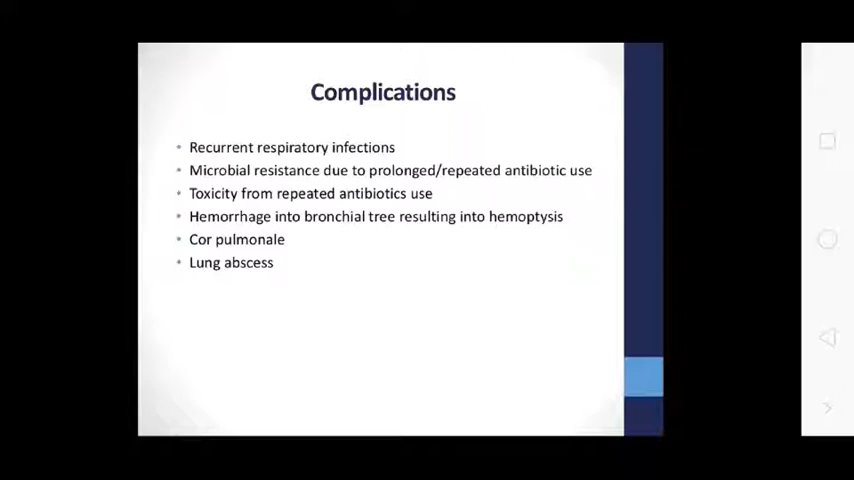 Complications
• Recurrent respiratory infections
• Microbial resistance due to prolonged/repeated antibiotic use
• Toxicity from repeated antibiotics use
• Hemorrhage into bronchial tree resulting into hemoptysis
• Cor pulmonale
• Lung abscess